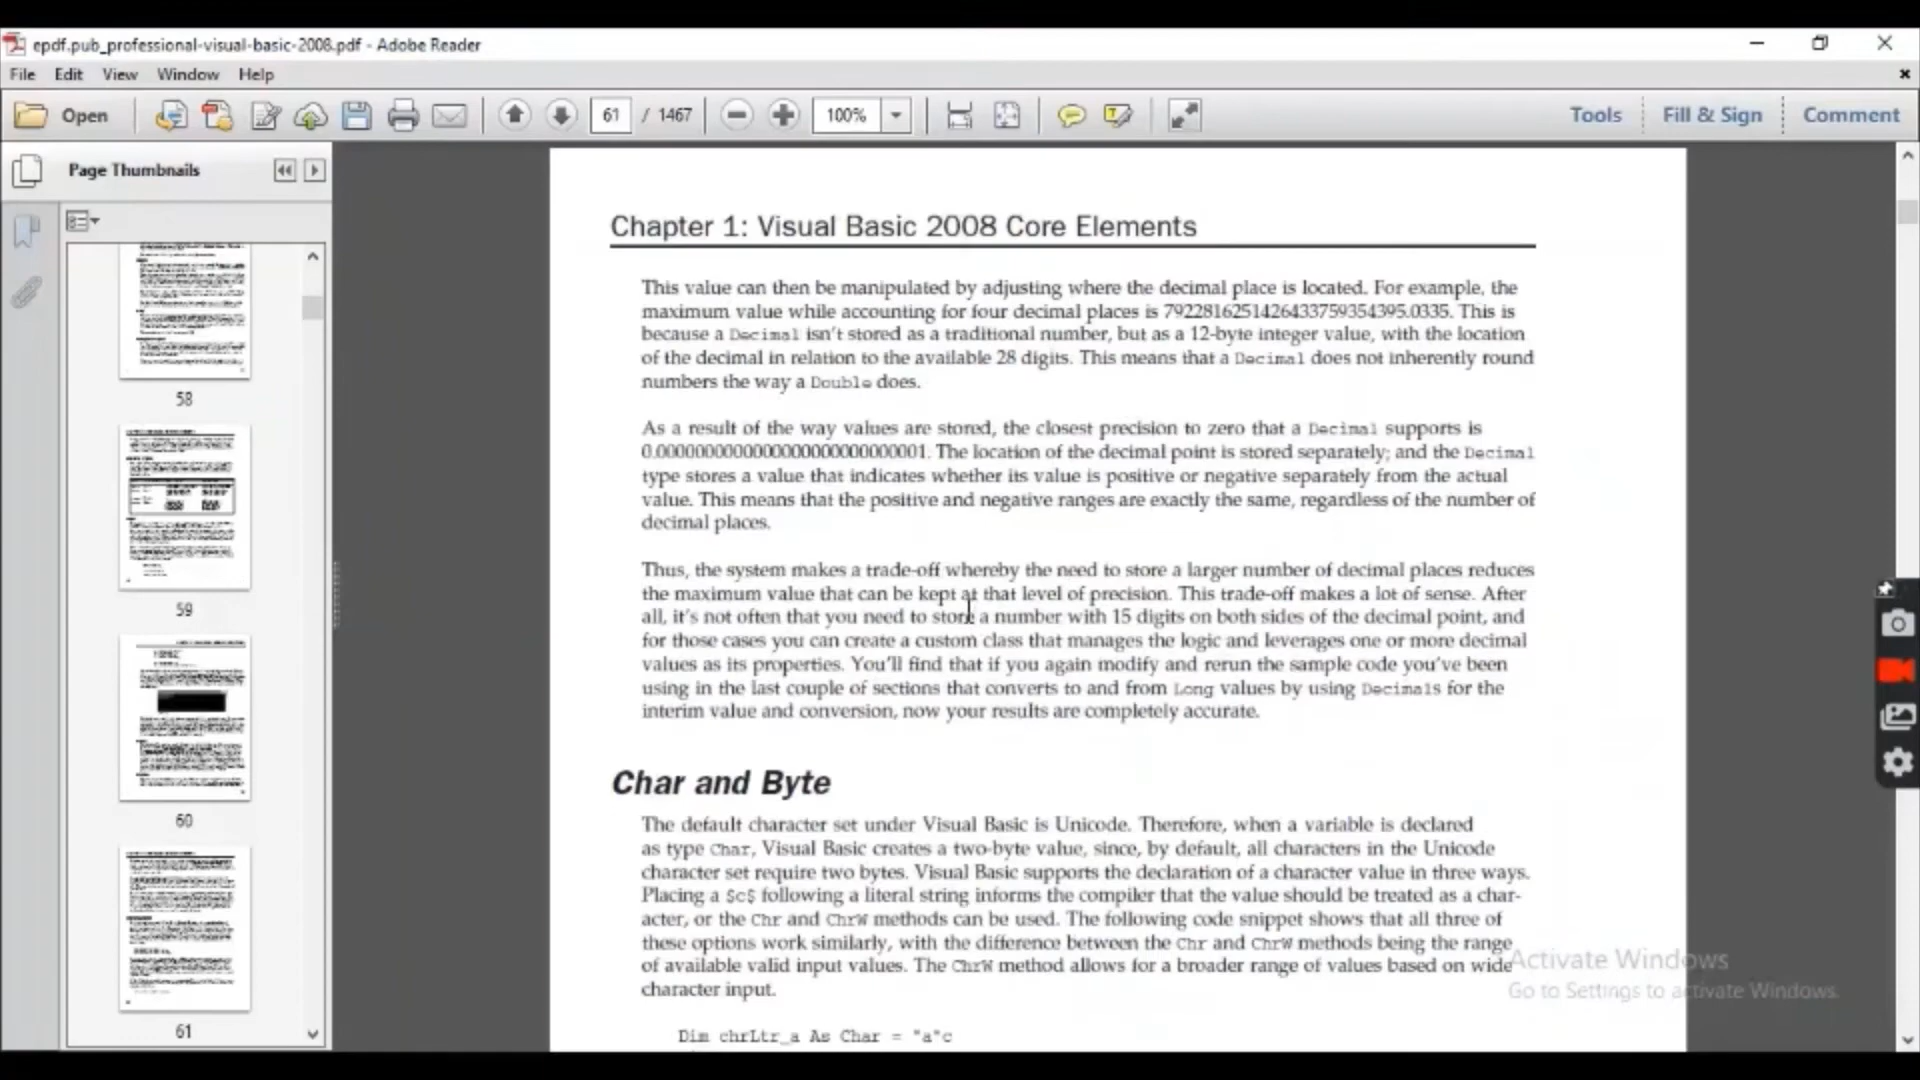 epdf.pub_professional-visual-basic-2008.pdf - Adobe Reader
File Edit View Window Help
Open 61 / 1467 100% Tools Fill & Sign Comment
Page Thumbnails
58
59
60
61
Chapter 1: Visual Basic 2008 Core Elements
This value can then be manipulated by adjusting where the decimal place is located. For example, the
maximum value while accounting for four decimal places is 7922816251426433759354395.0335. This is
because a Decimal isn't stored as a traditional number, but as a 12-byte integer value, with the location
of the decimal in relation to the available 28 digits. This means that a Decimal does not inherently round
numbers the way a Double does.
As a result of the way values are stored, the closest precision to zero that a Decimal supports is
0.0000000000000000000000000001. The location of the decimal point is stored separately; and the Decimal
type stores a value that indicates whether its value is positive or negative separately from the actual
value. This means that the positive and negative ranges are exactly the same, regardless of the number of
decimal places.
Thus, the system makes a trade-off whereby the need to store a larger number of decimal places reduces
the maximum value that can be kept at that level of precision. This trade-off makes a lot of sense. After
all, it's not often that you need to store a number with 15 digits on both sides of the decimal point, and
for those cases you can create a custom class that manages the logic and leverages one or more decimal
values as its properties. You'll find that if you again modify and rerun the sample code you've been
using in the last couple of sections that converts to and from Long values by using Decimals for the
interim value and conversion, now your results are completely accurate.
Char and Byte
The default character set under Visual Basic is Unicode. Therefore, when a variable is declared
as type Char, Visual Basic creates a two-byte value, since, by default, all characters in the Unicode
character set require two bytes. Visual Basic supports the declaration of a character value in three ways.
Placing a $c$ following a literal string informs the compiler that the value should be treated as a char-
acter, or the Chr and ChrW methods can be used. The following code snippet shows that all three of
these options work similarly, with the difference between the Chr and ChrW methods being the range
of available valid input values. The ChrW method allows for a broader range of values based on wide
character input.
Dim chrLtr_a As Char = "a"c
Activate Windows
Go to Settings to activate Windows.